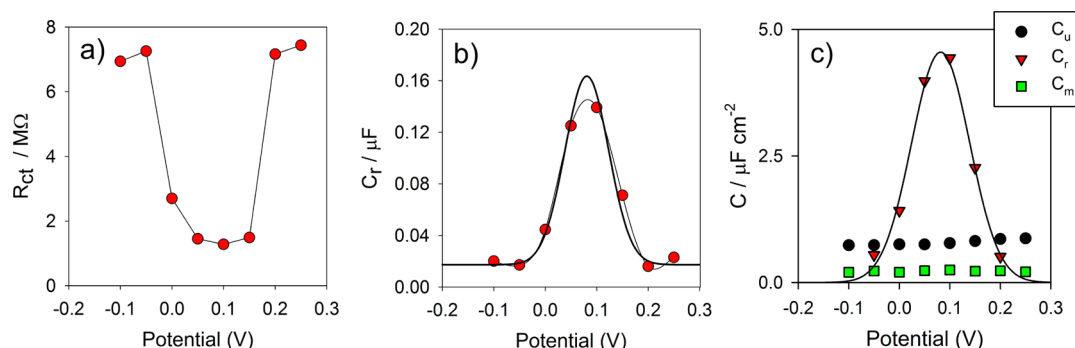 a)
8
6
4
2
0
R_ct / MΩ
-0.2 -0.1 0.0 0.1 0.2 0.3
Potential (V)
b)
0.20
0.16
0.12
0.08
0.04
0.00
C_r / μF
-0.2 -0.1 0.0 0.1 0.2 0.3
Potential (V)
c)
5.0
2.5
0.0
C / μF cm⁻²
-0.2 -0.1 0.0 0.1 0.2 0.3
Potential (V)
C_u
C_r
C_m